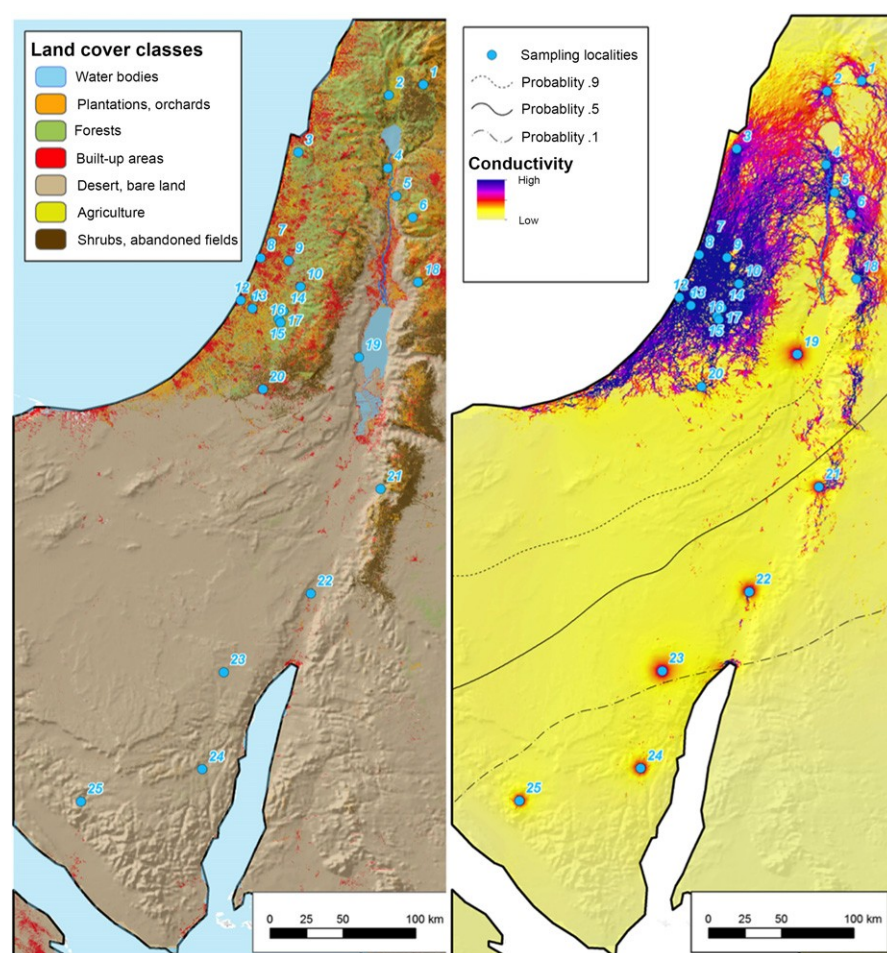 Land cover classes
Water bodies
Plantations, orchards
Forests
Built-up areas
Desert, bare land
Agriculture
Shrubs, abandoned fields
1
2
3
4
5
6
7
8
9
10
18
12
13
14
16
17
15
19
20
21
22
23
24
25
0 25 50 100 km
Sampling localities
Probablity .9
Probablity .5
Probablity .1
Conductivity
High
Low
1
2
3
4
5
6
7
8
9
18
10
12
13
14
16
17
15
19
20
21
22
23
24
25
0 25 50 100 km